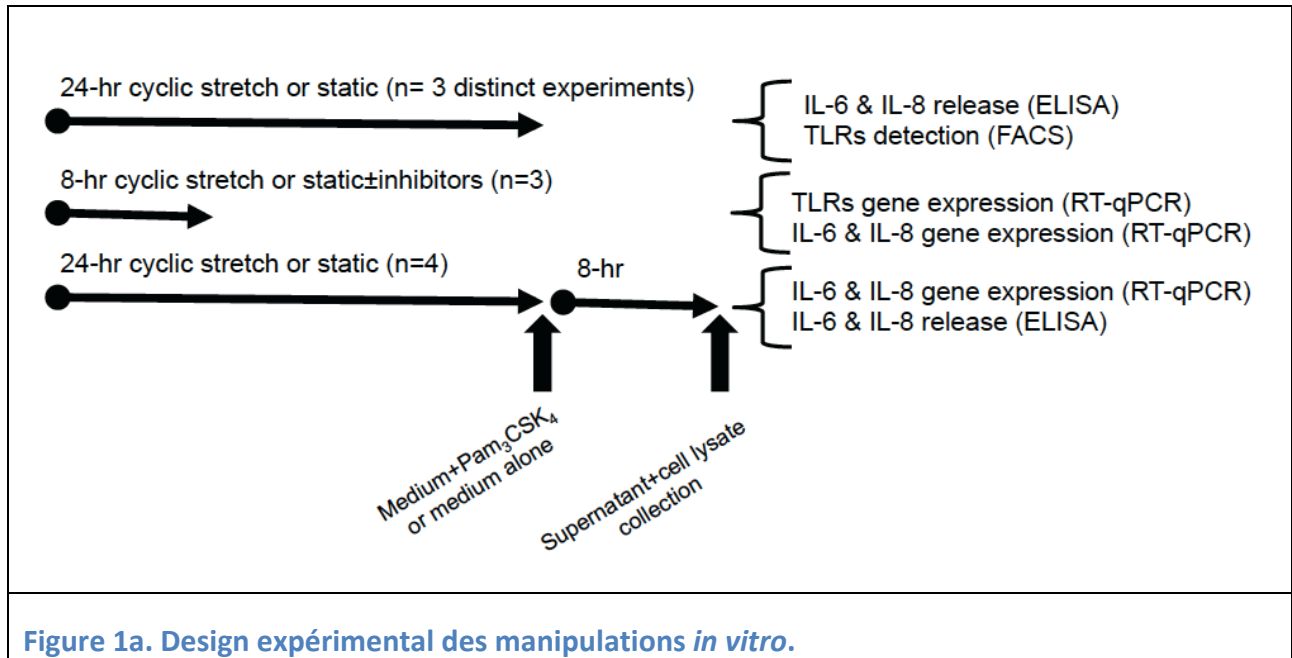 24-hr cyclic stretch or static (n= 3 distinct experiments)
IL-6 & IL-8 release (ELISA)
TLRs detection (FACS)
8-hr cyclic stretch or static±inhibitors (n=3)
TLRs gene expression (RT-qPCR)
IL-6 & IL-8 gene expression (RT-qPCR)
24-hr cyclic stretch or static (n=4)
8-hr
IL-6 & IL-8 gene expression (RT-qPCR)
IL-6 & IL-8 release (ELISA)
Medium+Pam₃CSK₄
or medium alone
Supernatant+cell lysate
collection
Figure 1a. Design expérimental des manipulations in vitro.